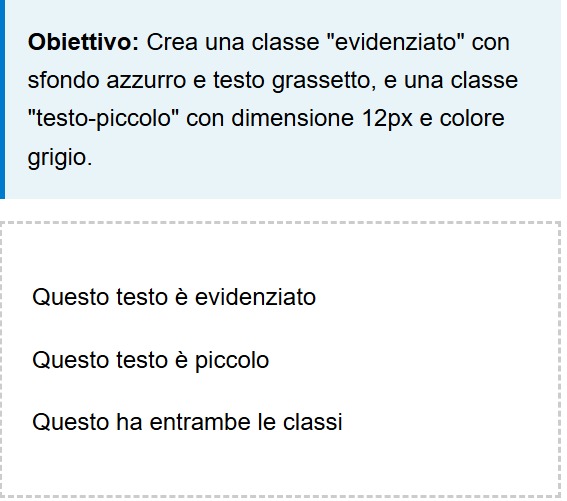 Obiettivo: Crea una classe "evidenziato" con
sfondo azzurro e testo grassetto, e una classe
"testo-piccolo" con dimensione 12px e colore
grigio.
Questo testo è evidenziato
Questo testo è piccolo
Questo ha entrambe le classi